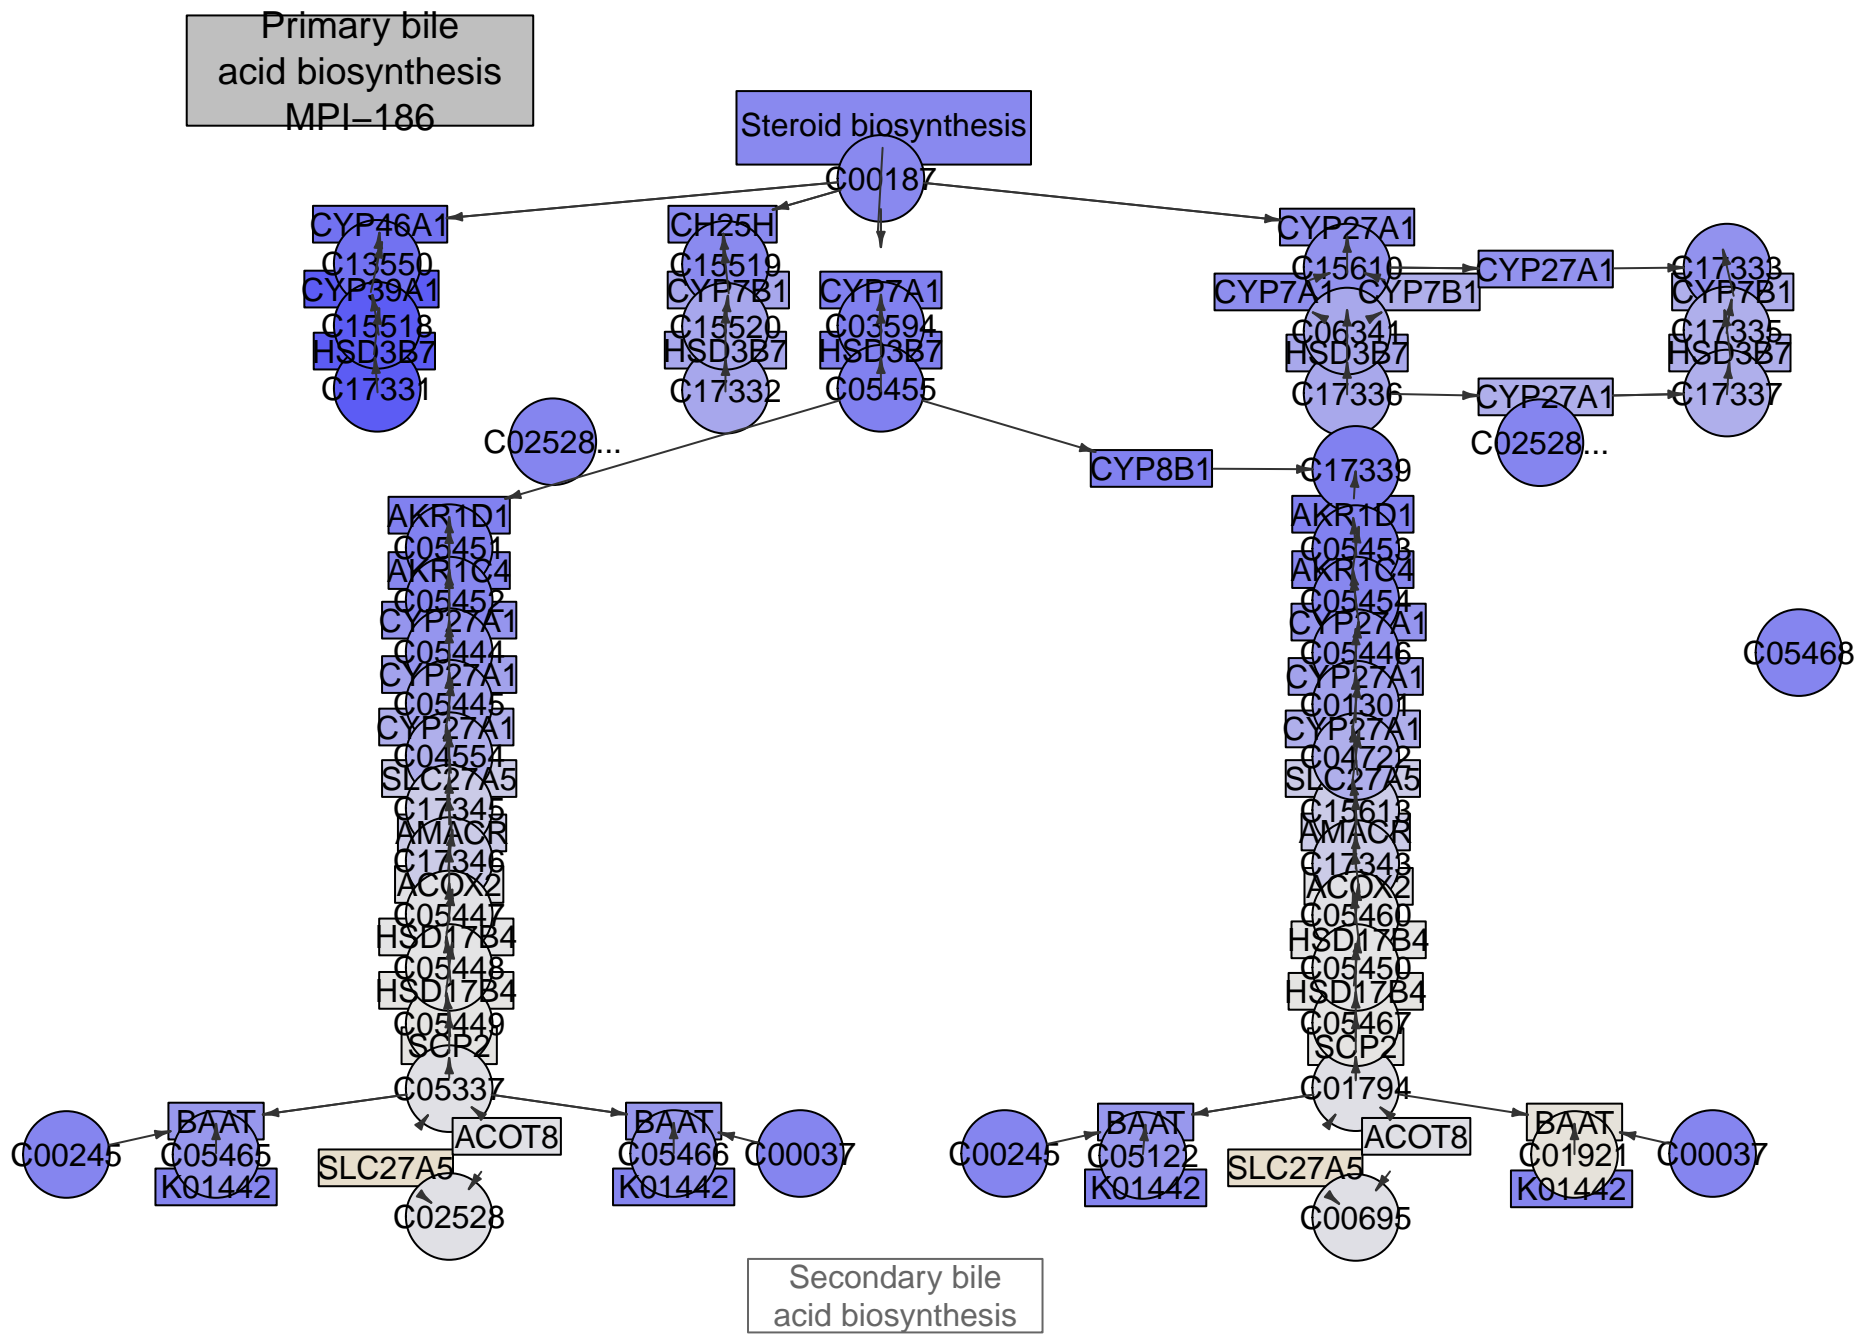 Primary bile
acid biosynthesis
MPI−186
Steroid biosynthesis
C00187
CYP46A1
CH25H
CYP27A1
C13550
C15519
C15610
CYP27A1
C17333
CYP39A1
CYP7B1
CYP7A1
CYP7A1
CYP7B1
CYP7B1
C15518
C15520
C03594
C06341
C17335
HSD3B7
HSD3B7
HSD3B7
HSD3B7
HSD3B7
C17331
C17332
C05455
C17336
CYP27A1
C17337
C02528...
C02528...
CYP8B1
C17339
AKR1D1
AKR1D1
C05451
C05453
AKR1C4
AKR1C4
C05452
C05454
CYP27A1
CYP27A1
C05444
C05446
C05468
CYP27A1
CYP27A1
C05445
C01301
CYP27A1
CYP27A1
C04554
C04722
SLC27A5
SLC27A5
C17345
C15613
AMACR
AMACR
C17346
C17343
ACOX2
ACOX2
C05447
C05460
HSD17B4
HSD17B4
C05448
C05450
HSD17B4
HSD17B4
C05449
C05467
SCP2
SCP2
C05337
C01794
BAAT
BAAT
BAAT
BAAT
ACOT8
ACOT8
C00245
C05465
C05466
C00037
C00245
C05122
C01921
C00037
SLC27A5
SLC27A5
K01442
K01442
K01442
K01442
C02528
C00695
Secondary bile
acid biosynthesis